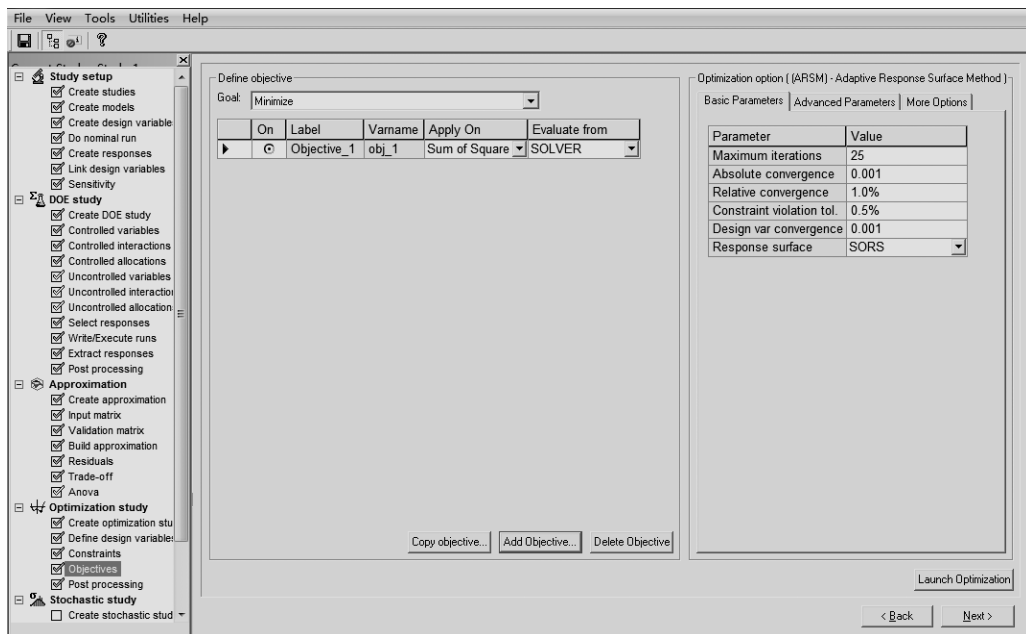 File View Tools Utilities Help
Study setup
Create studies
Create models
Create design variable
Do nominal run
Create responses
Link design variables
Sensitivity
DOE study
Create DOE study
Controlled variables
Controlled interactions
Controlled allocations
Uncontrolled variables
Uncontrolled interaction
Uncontrolled allocation
Select responses
Write/Execute runs
Extract responses
Post processing
Approximation
Create approximation
Input matrix
Validation matrix
Build approximation
Residuals
Trade-off
Anova
Optimization study
Create optimization stu
Define design variables
Constraints
Objectives
Post processing
Stochastic study
Create stochastic stud
Define objective
Goal: Minimize
On Label Varname Apply On Evaluate from
Objective_1 obj_1 Sum of Square SOLVER
Copy objective... Add Objective... Delete Objective
Optimization option ( (ARSM) - Adaptive Response Surface Method )
Basic Parameters Advanced Parameters More Options
Parameter Value
Maximum iterations 25
Absolute convergence 0.001
Relative convergence 1.0%
Constraint violation tol. 0.5%
Design var convergence 0.001
Response surface SORS
Launch Optimization
< Back Next >